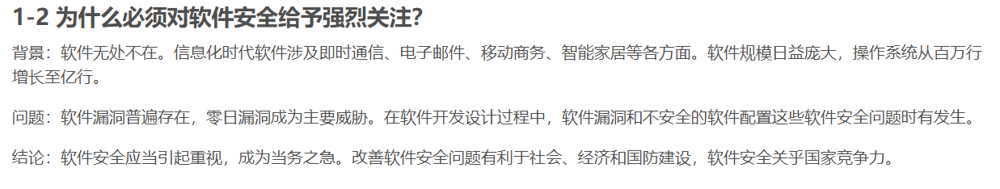 1-2 为什么必须对软件安全给予强烈关注？
背景：软件无处不在。信息化时代软件涉及即时通信、电子邮件、移动商务、智能家居等各方面。软件规模日益庞大，操作系统从百万行
增长至亿行。
问题：软件漏洞普遍存在，零日漏洞成为主要威胁。在软件开发设计过程中，软件漏洞和不安全的软件配置这些软件安全问题时有发生。
结论：软件安全应当引起重视，成为当务之急。改善软件安全问题有利于社会、经济和国防建设，软件安全关乎国家竞争力。